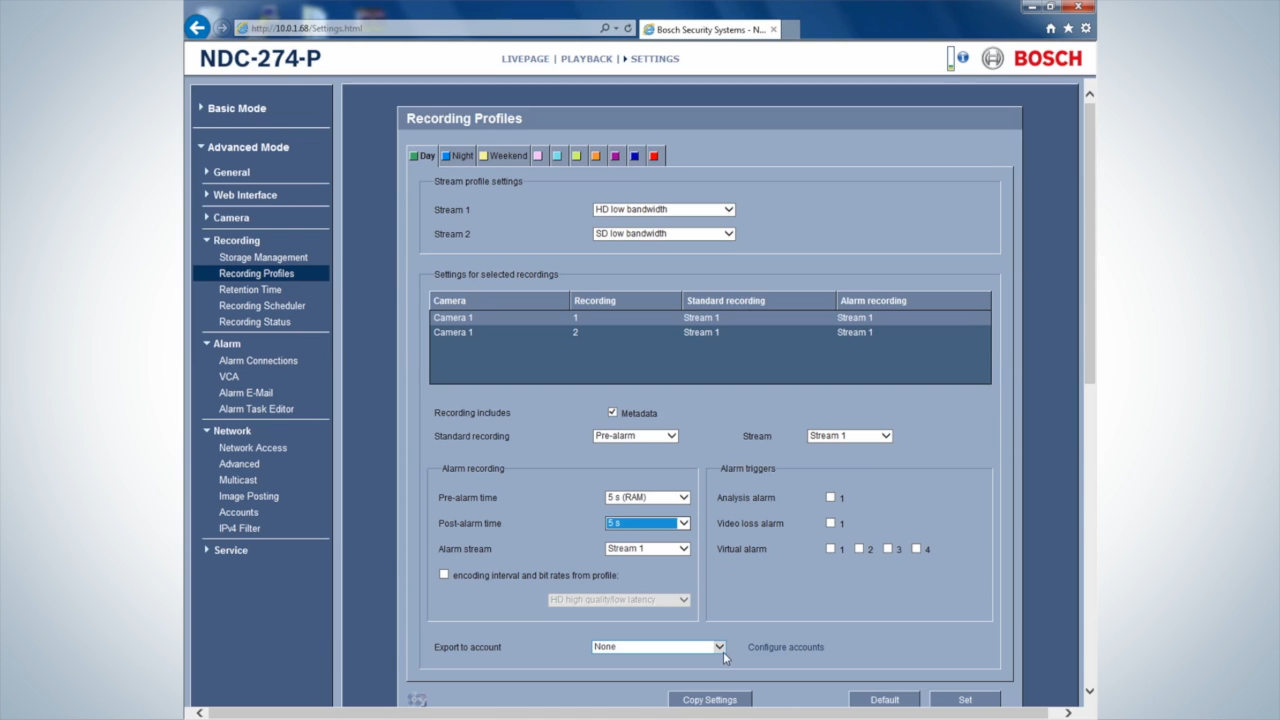 http://10.0.1.68/Settings.html
Bosch Security Systems - N...
NDC-274-P
LIVEPAGE | PLAYBACK | SETTINGS
BOSCH
Basic Mode
Advanced Mode
General
Web Interface
Camera
Recording
Storage Management
Recording Profiles
Retention Time
Recording Scheduler
Recording Status
Alarm
Alarm Connections
VCA
Alarm E-Mail
Alarm Task Editor
Network
Network Access
Advanced
Multicast
Image Posting
Accounts
IPv4 Filter
Service
Recording Profiles
Day Night Weekend
Stream profile settings
Stream 1 HD low bandwidth
Stream 2 SD low bandwidth
Settings for selected recordings
Camera Recording Standard recording Alarm recording
Camera 1 1 Stream 1 Stream 1
Camera 1 2 Stream 1 Stream 1
Recording includes Metadata
Standard recording Pre-alarm Stream Stream 1
Alarm recording Alarm triggers
Pre-alarm time 5 s (RAM) Analysis alarm 1
Post-alarm time 5 s Video loss alarm 1
Alarm stream Stream 1 Virtual alarm 1 2 3 4
encoding interval and bit rates from profile:
HD high quality/low latency
Export to account None Configure accounts
Copy Settings Default Set